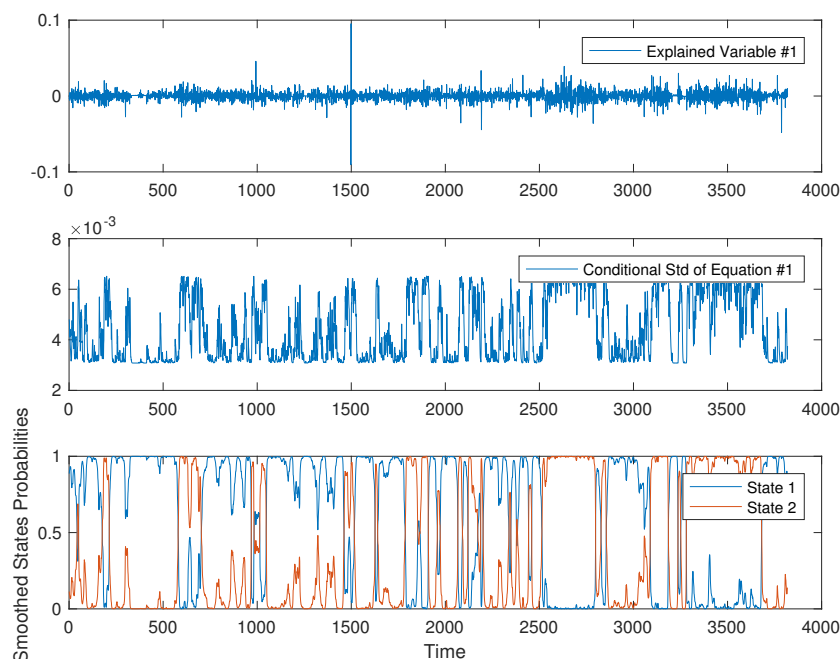 0.1
Explained Variable #1
0
-0.1
0 500 1000 1500 2000 2500 3000 3500 4000
8 ×10-3
Conditional Std of Equation #1
6
4
2
0 500 1000 1500 2000 2500 3000 3500 4000
Smoothed States Probabilities
1
State 1
0.5
State 2
0
0 500 1000 1500 2000 2500 3000 3500 4000
Time